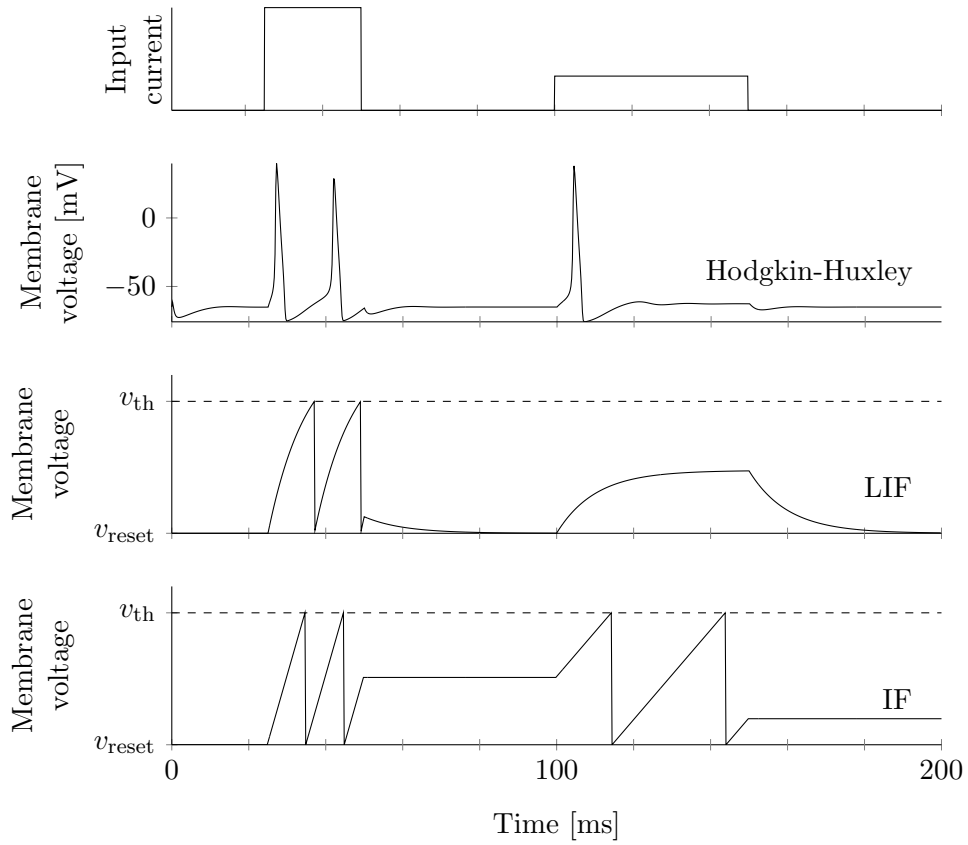 Input
current
Membrane
voltage [mV]
0
−50
Hodgkin-Huxley
Membrane
voltage
v_th
v_reset
LIF
Membrane
voltage
v_th
v_reset
IF
0
100
200
Time [ms]